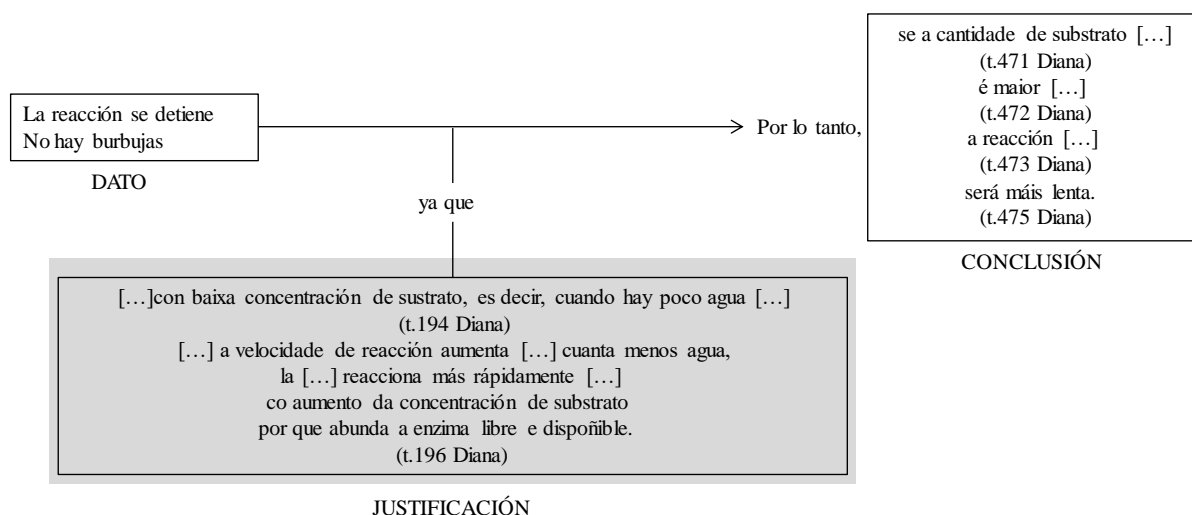 La reacción se detiene
No hay burbujas
DATO
ya que
Por lo tanto,
se a cantidade de substrato […]
(t.471 Diana)
é maior […]
(t.472 Diana)
a reacción […]
(t.473 Diana)
será máis lenta.
(t.475 Diana)
CONCLUSIÓN
[…]con baixa concentración de sustrato, es decir, cuando hay poco agua […]
(t.194 Diana)
[…] a velocidade de reacción aumenta […] cuanta menos agua,
la […] reacciona más rápidamente […]
co aumento da concentración de substrato
por que abunda a enzima libre e dispoñible.
(t.196 Diana)
JUSTIFICACIÓN